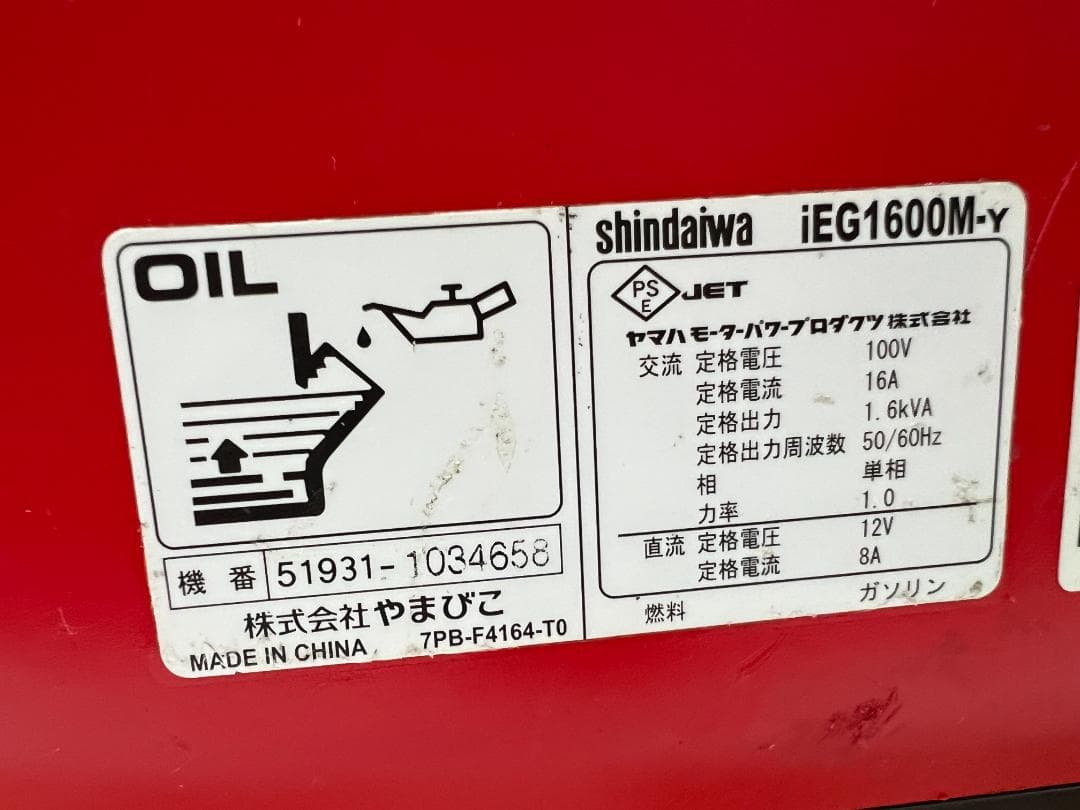 OIL
機番 51931-1034658
株式会社やまびこ
MADE IN CHINA 7PB-F4164-T0
shindaiwa iEG1600M-Y
PSE JET
ヤマハモーターパワープロダクツ株式会社
交流 定格電圧 100V
定格電流 16A
定格出力 1.6kVA
定格出力周波数 50/60Hz
相 単相
力率 1.0
直流 定格電圧 12V
定格電流 8A
燃料 ガソリン